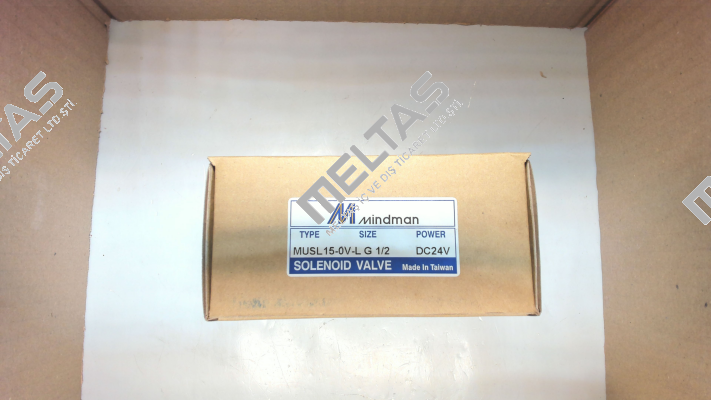 MELTAS
İÇ VE DIŞ TİCARET LTD ŞTİ
mindman
TYPE SIZE POWER
MUSL15-0V-L G 1/2 DC24V
SOLENOID VALVE Made In Taiwan